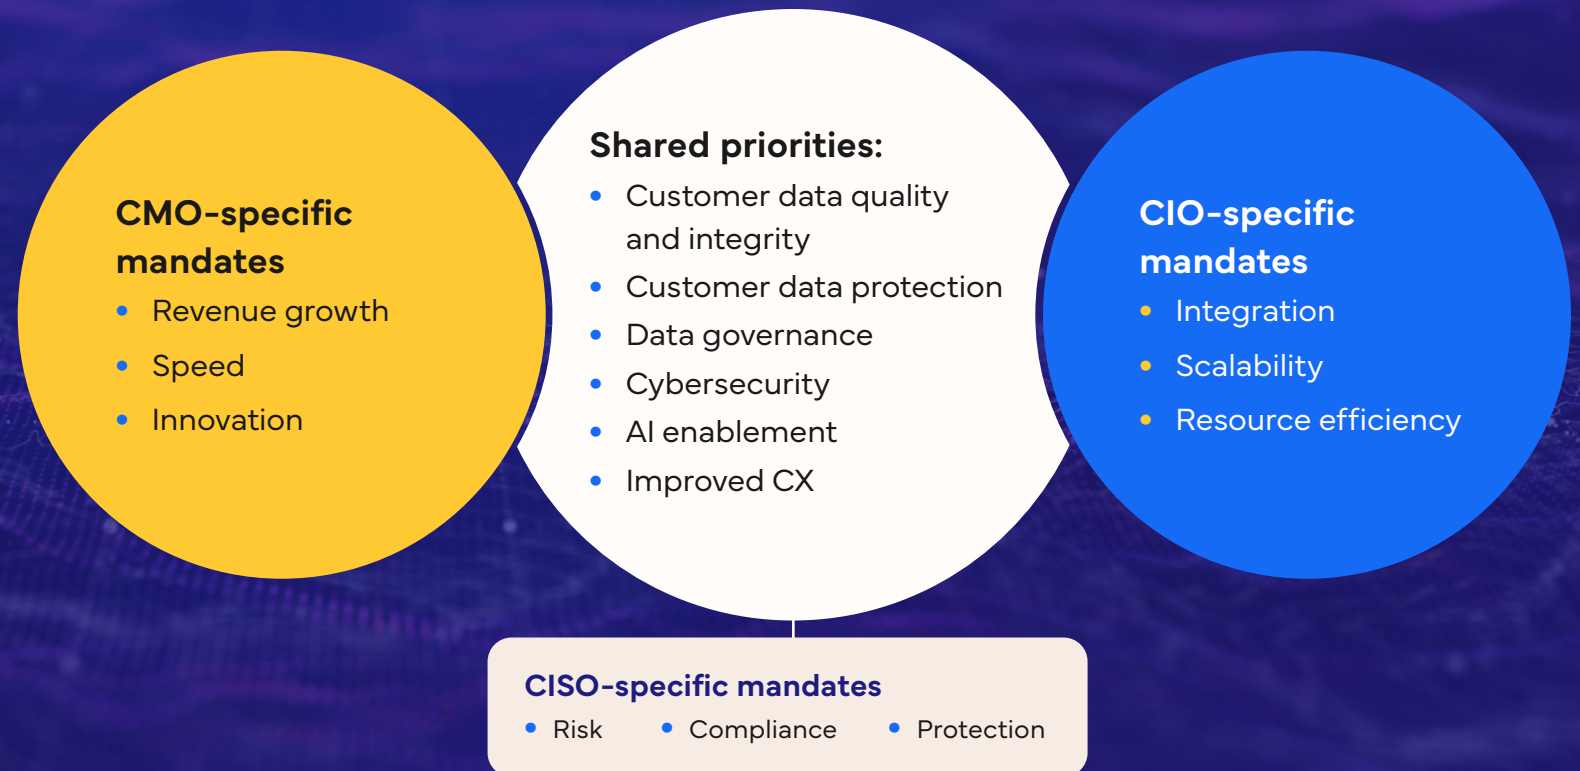 CMO-specific
mandates
• Revenue growth
• Speed
• Innovation
Shared priorities:
• Customer data quality
and integrity
• Customer data protection
• Data governance
• Cybersecurity
• AI enablement
• Improved CX
CIO-specific
mandates
• Integration
• Scalability
• Resource efficiency
CISO-specific mandates
• Risk • Compliance • Protection